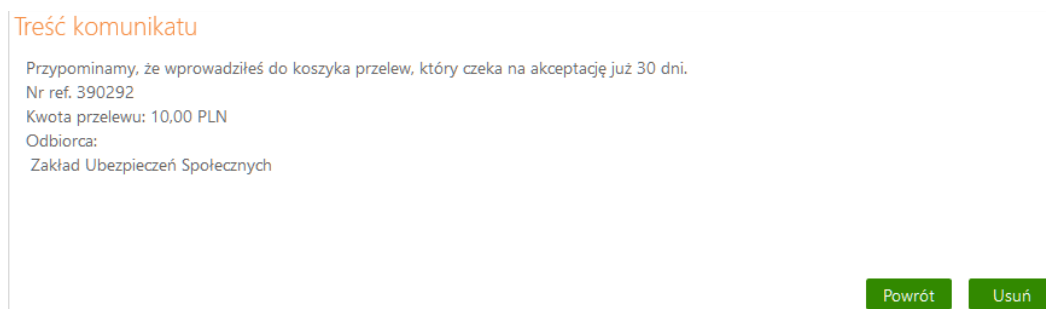 Treść komunikatu
Przypominamy, że wprowadziłeś do koszyka przelew, który czeka na akceptację już 30 dni.
Nr ref. 390292
Kwota przelewu: 10,00 PLN
Odbiorca:
Zakład Ubezpieczeń Społecznych
Powrót Usuń